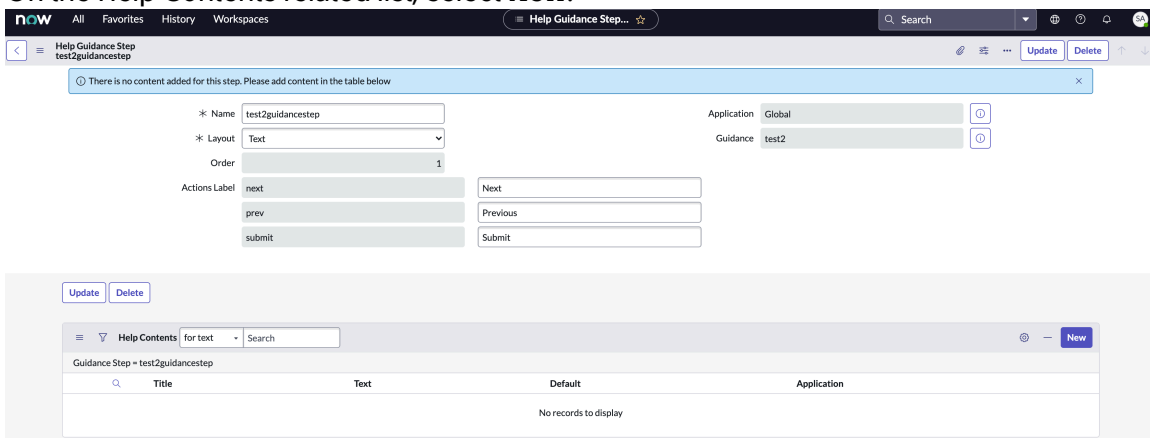 On the Help Contents related list, select New.
now All Favorites History Workspaces Help Guidance Step... Search SA
Help Guidance Step
test2guidancestep
Update Delete
There is no content added for this step. Please add content in the table below
Name test2guidancestep Application Global
Layout Text Guidance test2
Order 1
Actions Label next Next
prev Previous
submit Submit
Update Delete
Help Contents for text Search New
Guidance Step = test2guidancestep
Title Text Default Application
No records to display